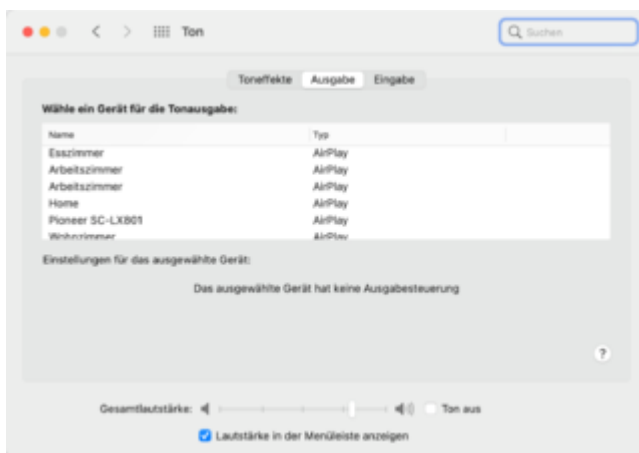 Ton
Suchen
Toneffekte Ausgabe Eingabe
Wähle ein Gerät für die Tonausgabe:
Name Typ
Esszimmer AirPlay
Arbeitszimmer AirPlay
Arbeitszimmer AirPlay
Home AirPlay
Pioneer SC-LX801 AirPlay
Wohnzimmer AirPlay
Einstellungen für das ausgewählte Gerät:
Das ausgewählte Gerät hat keine Ausgabesteuerung
?
Gesamtlautstärke: Ton aus
Lautstärke in der Menüleiste anzeigen